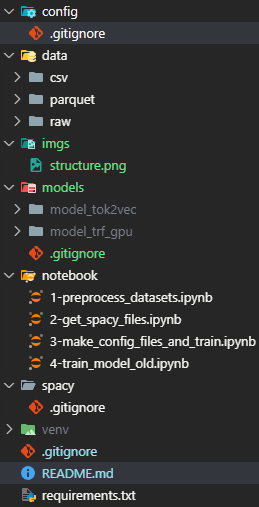 config
.gitignore
data
csv
parquet
raw
imgs
structure.png
models
model_tok2vec
model_trf_gpu
.gitignore
notebook
1-preprocess_datasets.ipynb
2-get_spacy_files.ipynb
3-make_config_files_and_train.ipynb
4-train_model_old.ipynb
spacy
.gitignore
venv
.gitignore
README.md
requirements.txt